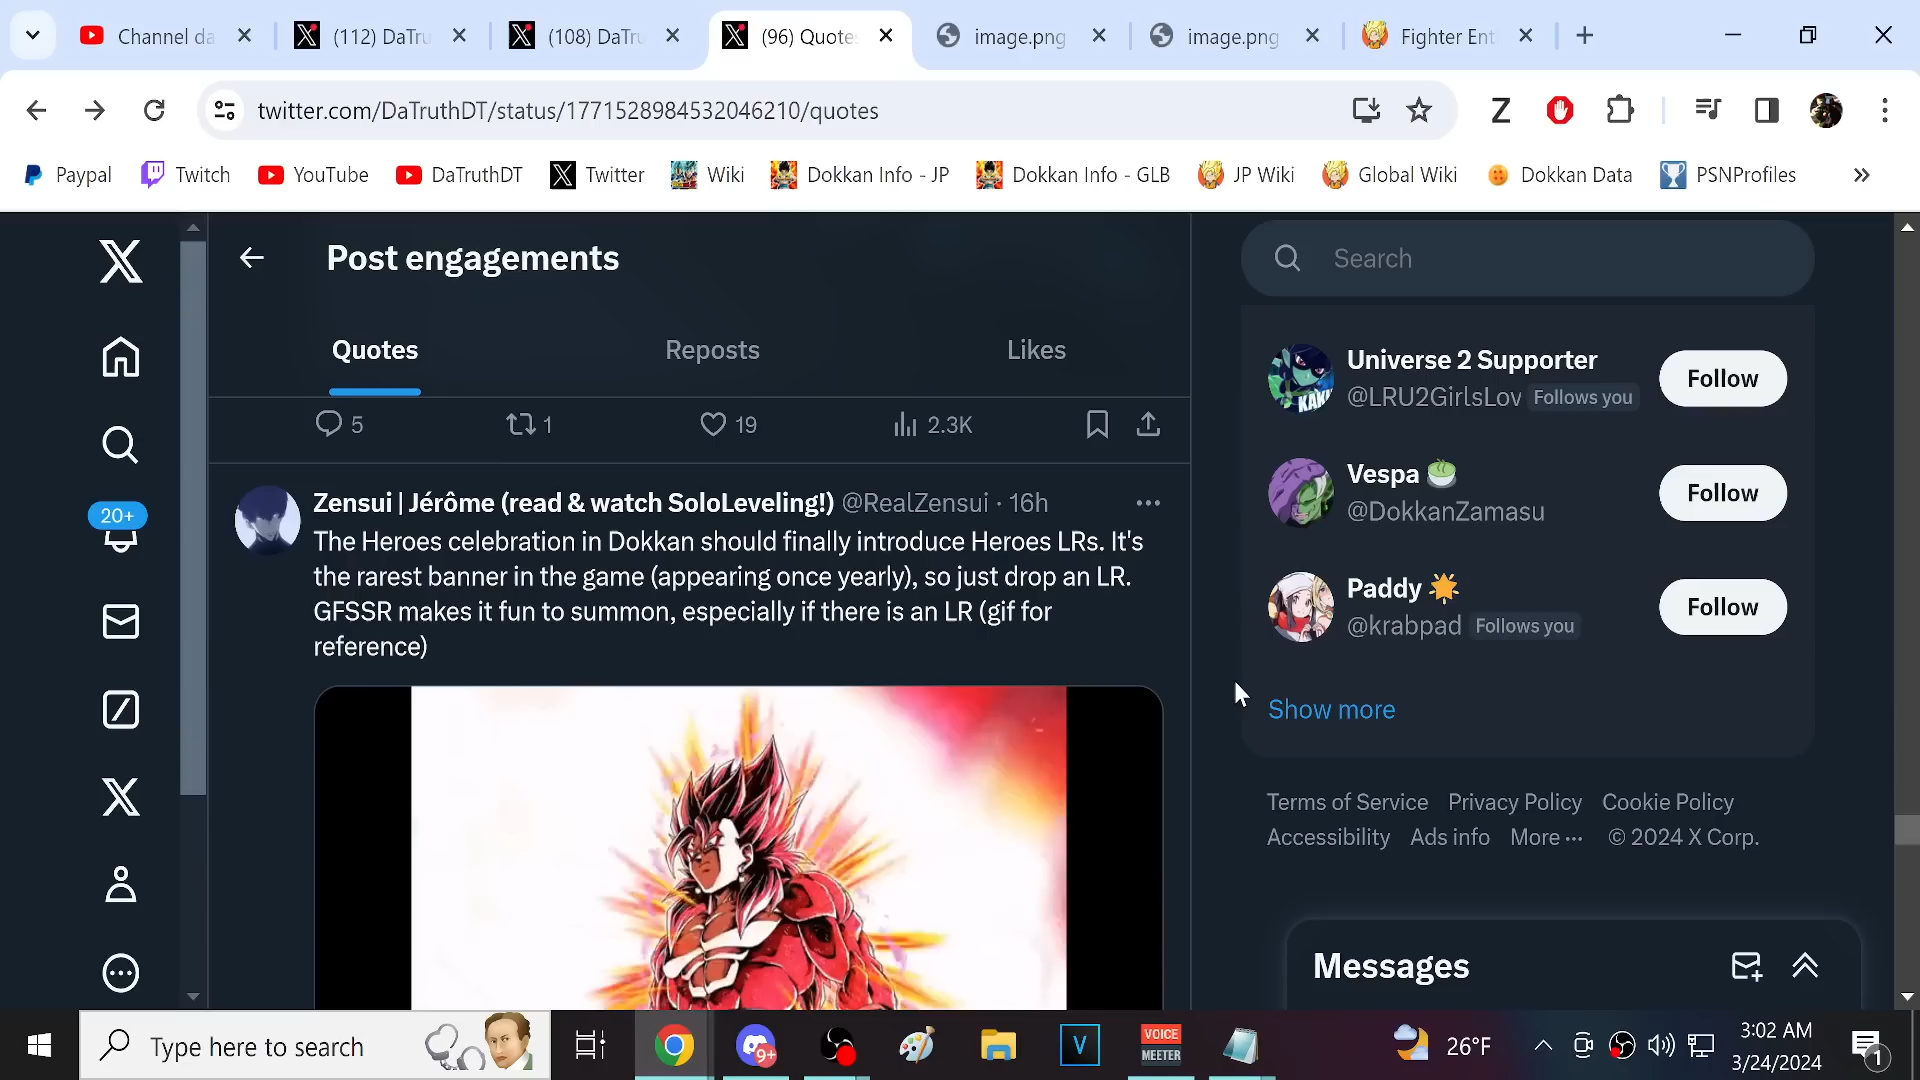 Channel da
(112) DaTru
(108) DaTru
(96) Quotes
image.png
image.png
Fighter Ent
twitter.com/DaTruthDT/status/1771528984532046210/quotes
Z
Paypal
Twitch
YouTube
DaTruthDT
Twitter
Wiki
Dokkan Info - JP
Dokkan Info - GLB
JP Wiki
Global Wiki
Dokkan Data
PSNProfiles
Post engagements
Search
Quotes
Reposts
Likes
5
1
19
2.3K
20+
Zensui | Jérôme (read & watch SoloLeveling!) @RealZensui · 16h
The Heroes celebration in Dokkan should finally introduce Heroes LRs. It's
the rarest banner in the game (appearing once yearly), so just drop an LR.
GFSSR makes it fun to summon, especially if there is an LR (gif for
reference)
Universe 2 Supporter
@LRU2GirlsLov Follows you
Follow
KAKU
Vespa
@DokkanZamasu
Follow
Paddy
@krabpad Follows you
Follow
Show more
Terms of Service Privacy Policy Cookie Policy
Accessibility Ads info More ··· © 2024 X Corp.
Messages
Type here to search
9+
V
VOICE
MEETER
26°F
3:02 AM
3/24/2024
1